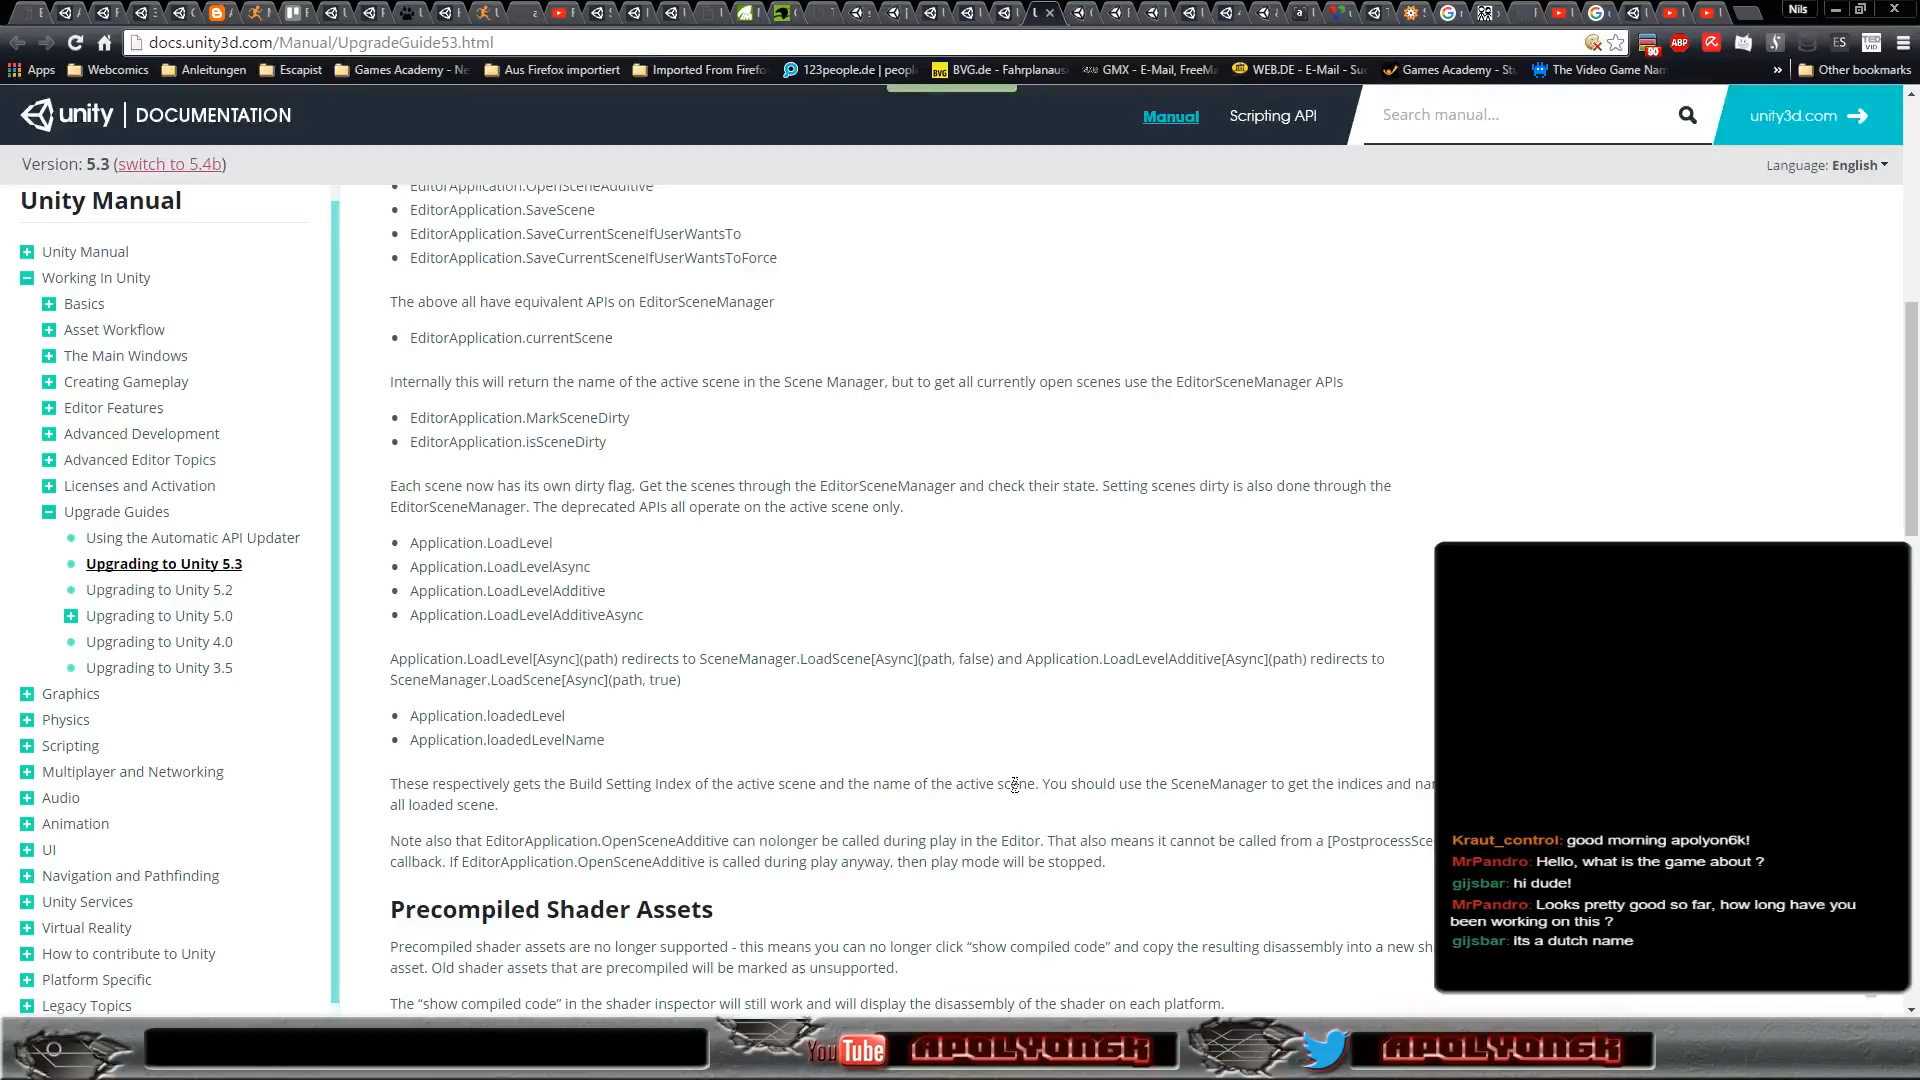 Nils
docs.unity3d.com/Manual/UpgradeGuide53.html
90 ABP ES TED VID
Apps Webcomics Anleitungen Escapist Games Academy - Ne Aus Firefox importiert Imported From Firefo 123people.de | peopl BVG.de - Fahrplanaus GMX - E-Mail, FreeMa WEB.DE - E-Mail - Suc Games Academy - Stu The Video Game Nam » Other bookmarks
unity | DOCUMENTATION
Manual Scripting API
Search manual...
unity3d.com
Version: 5.3 (switch to 5.4b)
Language: English
Unity Manual
Unity Manual
Working In Unity
Basics
Asset Workflow
The Main Windows
Creating Gameplay
Editor Features
Advanced Development
Advanced Editor Topics
Licenses and Activation
Upgrade Guides
Using the Automatic API Updater
Upgrading to Unity 5.3
Upgrading to Unity 5.2
Upgrading to Unity 5.0
Upgrading to Unity 4.0
Upgrading to Unity 3.5
Graphics
Physics
Scripting
Multiplayer and Networking
Audio
Animation
UI
Navigation and Pathfinding
Unity Services
Virtual Reality
How to contribute to Unity
Platform Specific
Legacy Topics
EditorApplication.OpenSceneAdditive
EditorApplication.SaveScene
EditorApplication.SaveCurrentSceneIfUserWantsTo
EditorApplication.SaveCurrentSceneIfUserWantsToForce
The above all have equivalent APIs on EditorSceneManager
EditorApplication.currentScene
Internally this will return the name of the active scene in the Scene Manager, but to get all currently open scenes use the EditorSceneManager APIs
EditorApplication.MarkSceneDirty
EditorApplication.isSceneDirty
Each scene now has its own dirty flag. Get the scenes through the EditorSceneManager and check their state. Setting scenes dirty is also done through the
EditorSceneManager. The deprecated APIs all operate on the active scene only.
Application.LoadLevel
Application.LoadLevelAsync
Application.LoadLevelAdditive
Application.LoadLevelAdditiveAsync
Application.LoadLevel[Async](path) redirects to SceneManager.LoadScene[Async](path, false) and Application.LoadLevelAdditive[Async](path) redirects to
SceneManager.LoadScene[Async](path, true)
Application.loadedLevel
Application.loadedLevelName
These respectively gets the Build Setting Index of the active scene and the name of the active scene. You should use the SceneManager to get the indices and nam
all loaded scene.
Note also that EditorApplication.OpenSceneAdditive can nolonger be called during play in the Editor. That also means it cannot be called from a [PostprocessSce
callback. If EditorApplication.OpenSceneAdditive is called during play anyway, then play mode will be stopped.
Precompiled Shader Assets
Precompiled shader assets are no longer supported - this means you can no longer click “show compiled code” and copy the resulting disassembly into a new sh
asset. Old shader assets that are precompiled will be marked as unsupported.
The “show compiled code” in the shader inspector will still work and will display the disassembly of the shader on each platform.
Kraut_control: good morning apolyon6k!
MrPandro: Hello, what is the game about ?
gijsbar: hi dude!
MrPandro: Looks pretty good so far, how long have you
been working on this ?
gijsbar: its a dutch name
YouTube APOLYON6K APOLYON6K